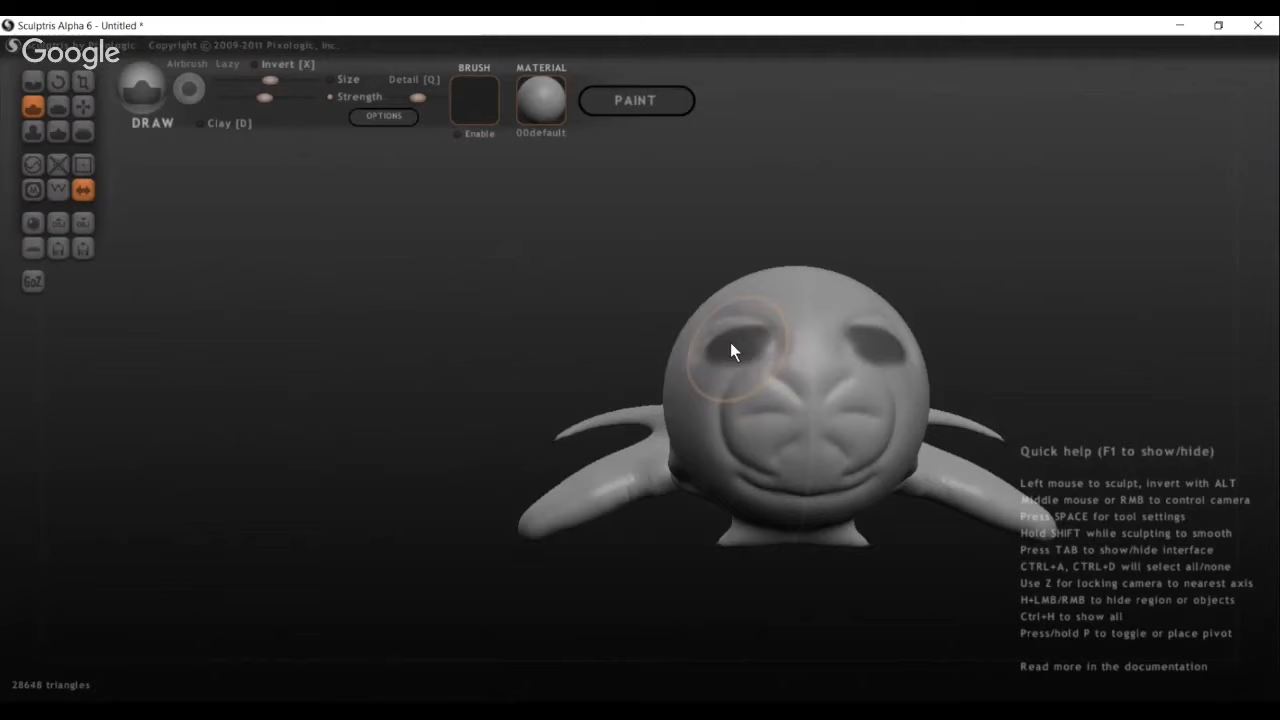 Sculptris Alpha 6 - Untitled *
Sculptris by Pixologic Copyright © 2009-2011 Pixologic, Inc.
Google
Airbrush Lazy Invert [X]
Size Detail [Q]
Strength
OPTIONS
DRAW Clay [D]
BRUSH
Enable
MATERIAL
00default
PAINT
GoZ
Quick help (F1 to show/hide)
Left mouse to sculpt, invert with ALT
Middle mouse or RMB to control camera
Press SPACE for tool settings
Hold SHIFT while sculpting to smooth
Press TAB to show/hide interface
CTRL+A, CTRL+D will select all/none
Use Z for locking camera to nearest axis
H+LMB/RMB to hide region or objects
Ctrl+H to show all
Press/hold P to toggle or place pivot
Read more in the documentation
28648 triangles